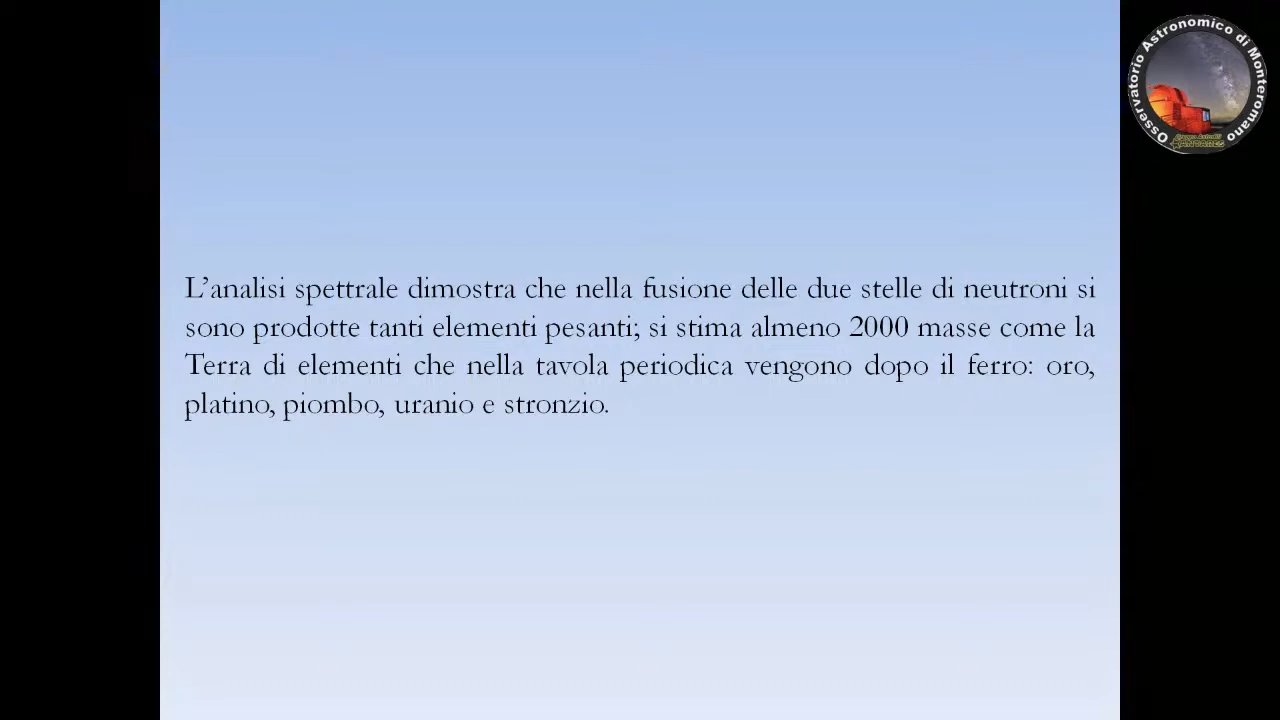 L’analisi spettrale dimostra che nella fusione delle due stelle di neutroni si
sono prodotte tanti elementi pesanti; si stima almeno 2000 masse come la
Terra di elementi che nella tavola periodica vengono dopo il ferro: oro,
platino, piombo, uranio e stronzio.
Osservatorio Astronomico di Monteromano
ANTARES